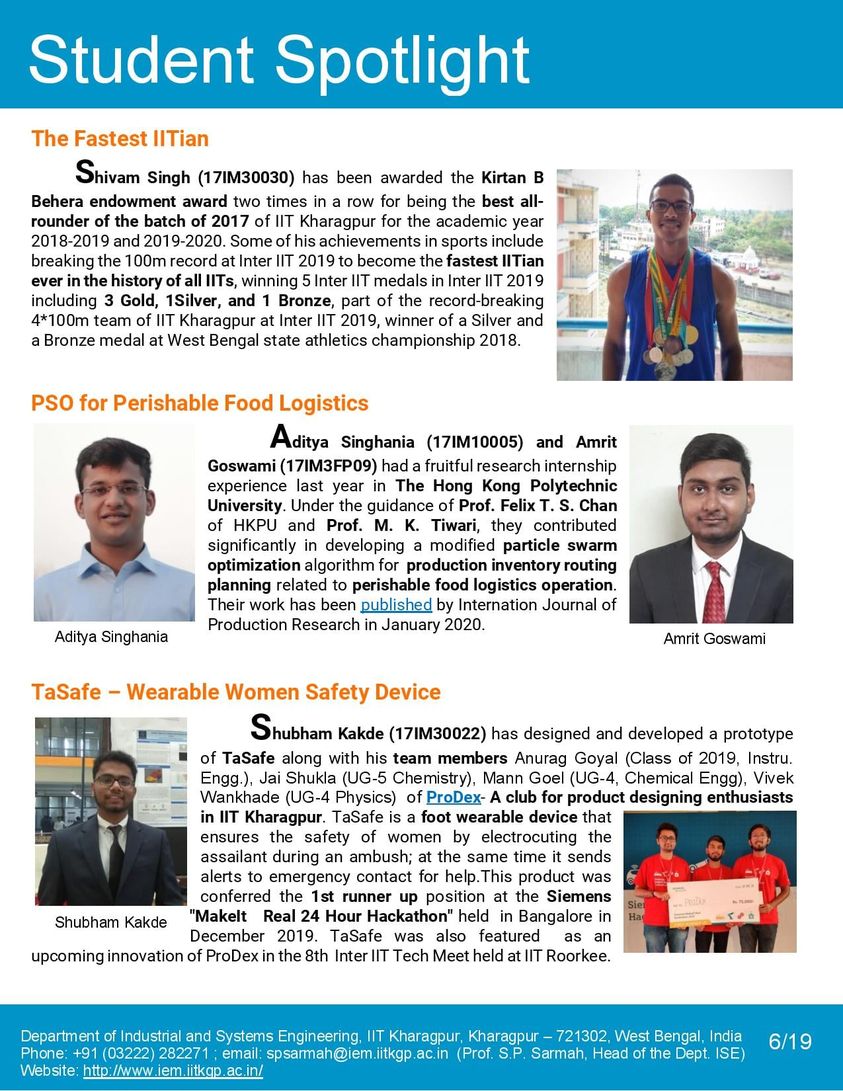 Student Spotlight
The Fastest IITian
Shivam Singh (17IM30030) has been awarded the Kirtan B
Behera endowment award two times in a row for being the best all-
rounder of the batch of 2017 of IIT Kharagpur for the academic year
2018-2019 and 2019-2020. Some of his achievements in sports include
breaking the 100m record at Inter IIT 2019 to become the fastest IITian
ever in the history of all IITs, winning 5 Inter IIT medals in Inter IIT 2019
including 3 Gold, 1Silver, and 1 Bronze, part of the record-breaking
4*100m team of IIT Kharagpur at Inter IIT 2019, winner of a Silver and
a Bronze medal at West Bengal state athletics championship 2018.
PSO for Perishable Food Logistics
Aditya Singhania (17IM10005) and Amrit
Goswami (17IM3FP09) had a fruitful research internship
experience last year in The Hong Kong Polytechnic
University. Under the guidance of Prof. Felix T. S. Chan
of HKPU and Prof. M. K. Tiwari, they contributed
significantly in developing a modified particle swarm
optimization algorithm for production inventory routing
planning related to perishable food logistics operation.
Their work has been published by Internation Journal of
Production Research in January 2020.
Aditya Singhania
Amrit Goswami
TaSafe – Wearable Women Safety Device
Shubham Kakde (17IM30022) has designed and developed a prototype
of TaSafe along with his team members Anurag Goyal (Class of 2019, Instru.
Engg.), Jai Shukla (UG-5 Chemistry), Mann Goel (UG-4, Chemical Engg), Vivek
Wankhade (UG-4 Physics) of ProDex- A club for product designing enthusiasts
in IIT Kharagpur. TaSafe is a foot wearable device that
ensures the safety of women by electrocuting the
assailant during an ambush; at the same time it sends
alerts to emergency contact for help.This product was
conferred the 1st runner up position at the Siemens
"MakeIt Real 24 Hour Hackathon" held in Bangalore in
December 2019. TaSafe was also featured as an
upcoming innovation of ProDex in the 8th Inter IIT Tech Meet held at IIT Roorkee.
Shubham Kakde
ProDex
Department of Industrial and Systems Engineering, IIT Kharagpur, Kharagpur – 721302, West Bengal, India
Phone: +91 (03222) 282271 ; email: spsarmah@iem.iitkgp.ac.in (Prof. S.P. Sarmah, Head of the Dept. ISE)
Website: http://www.iem.iitkgp.ac.in/
6/19